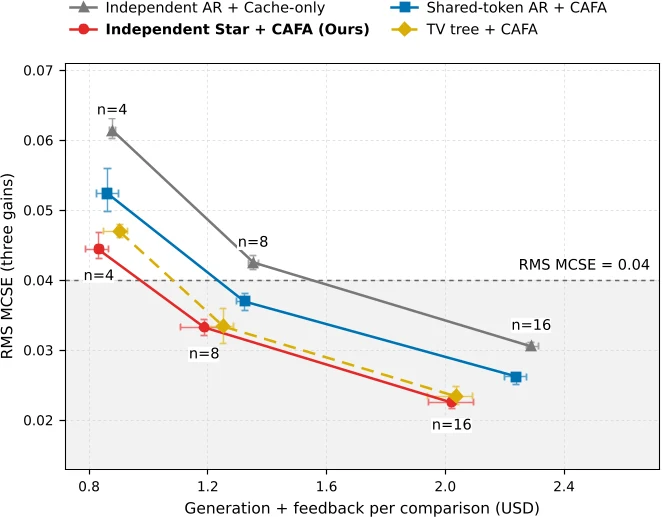 Independent AR + Cache-only
Shared-token AR + CAFA
Independent Star + CAFA (Ours)
TV tree + CAFA
0.07
0.06
0.05
0.04
0.03
0.02
RMS MCSE (three gains)
n=4
n=8
RMS MCSE = 0.04
n=4
n=16
n=8
n=16
0.8
1.2
1.6
2.0
2.4
Generation + feedback per comparison (USD)